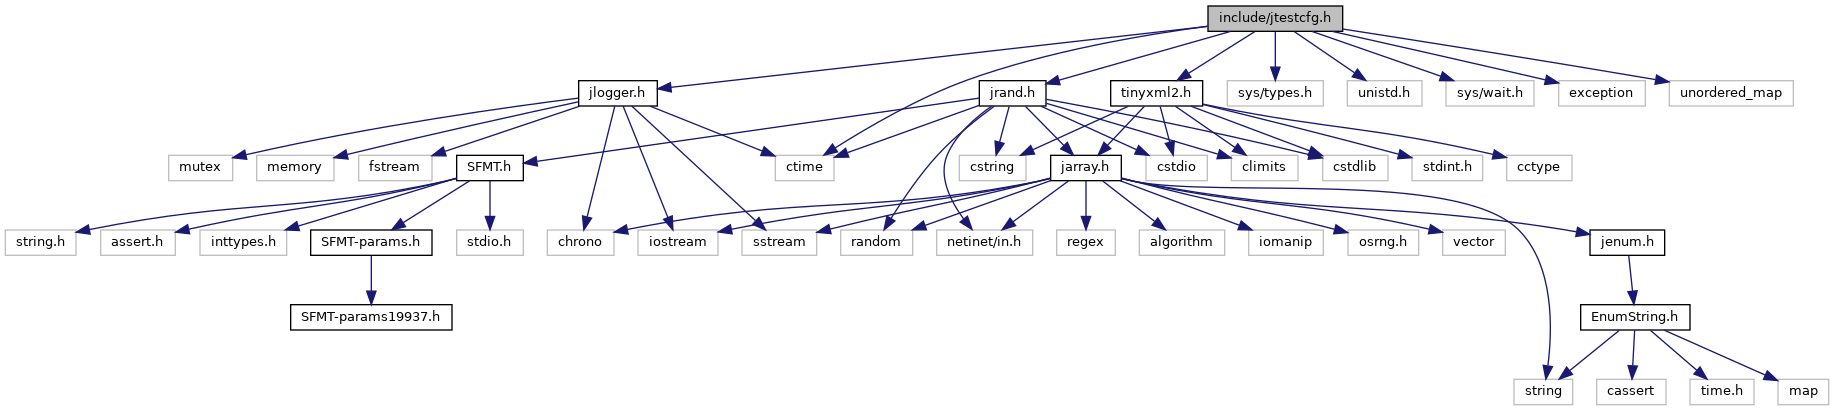 include/jtestcfg.h
jlogger.h
jrand.h
tinyxml2.h
sys/types.h
unistd.h
sys/wait.h
exception
unordered_map
mutex
memory
fstream
SFMT.h
ctime
cstring
jarray.h
cstdio
climits
cstdlib
stdint.h
cctype
string.h
assert.h
inttypes.h
SFMT-params.h
stdio.h
chrono
iostream
sstream
random
netinet/in.h
regex
algorithm
iomanip
osrng.h
vector
jenum.h
SFMT-params19937.h
EnumString.h
string
cassert
time.h
map